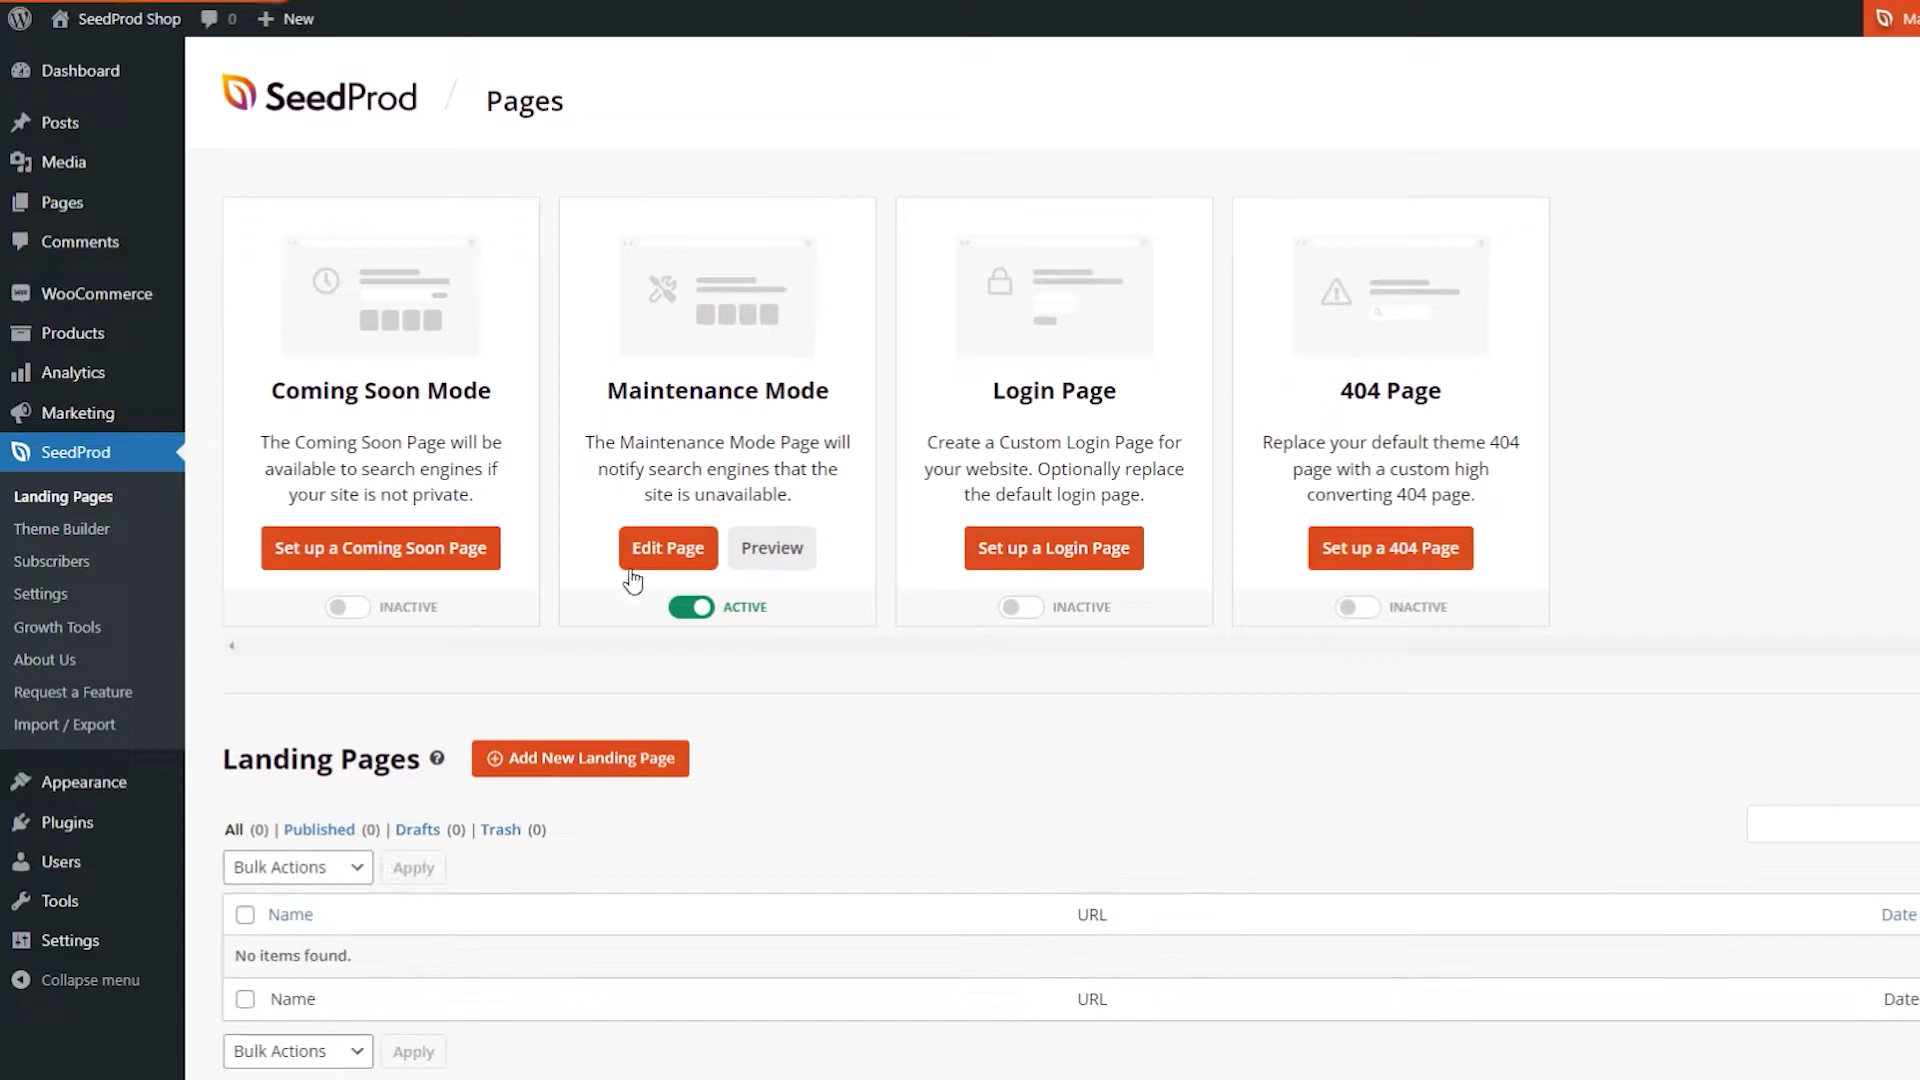 SeedProd Shop 0 New
Dashboard
Posts
Media
Pages
Comments
WooCommerce
Products
Analytics
Marketing
SeedProd
Landing Pages
Theme Builder
Subscribers
Settings
Growth Tools
About Us
Request a Feature
Import / Export
Appearance
Plugins
Users
Tools
Settings
Collapse menu
SeedProd / Pages
Coming Soon Mode
The Coming Soon Page will be
available to search engines if
your site is not private.
Set up a Coming Soon Page
INACTIVE
Maintenance Mode
The Maintenance Mode Page will
notify search engines that the
site is unavailable.
Edit Page Preview
ACTIVE
Login Page
Create a Custom Login Page for
your website. Optionally replace
the default login page.
Set up a Login Page
INACTIVE
404 Page
Replace your default theme 404
page with a custom high
converting 404 page.
Set up a 404 Page
INACTIVE
Landing Pages Add New Landing Page
All (0) | Published (0) | Drafts (0) | Trash (0)
Bulk Actions Apply
Name URL Date
No items found.
Name URL Date
Bulk Actions Apply